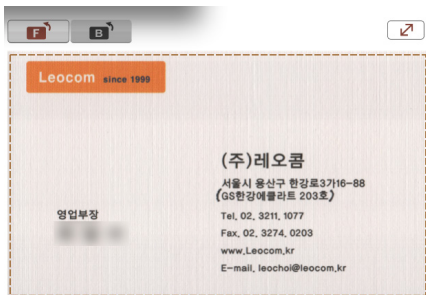 F
B
Leocom since 1999
(주)레오콤
서울시 용산구 한강로3가16-88
(GS한강에클라트 203호)
영업부장
Tel. 02. 3211. 1077
Fax. 02. 3274. 0203
www.Leocom.kr
E-mail. leochoi@leocom.kr